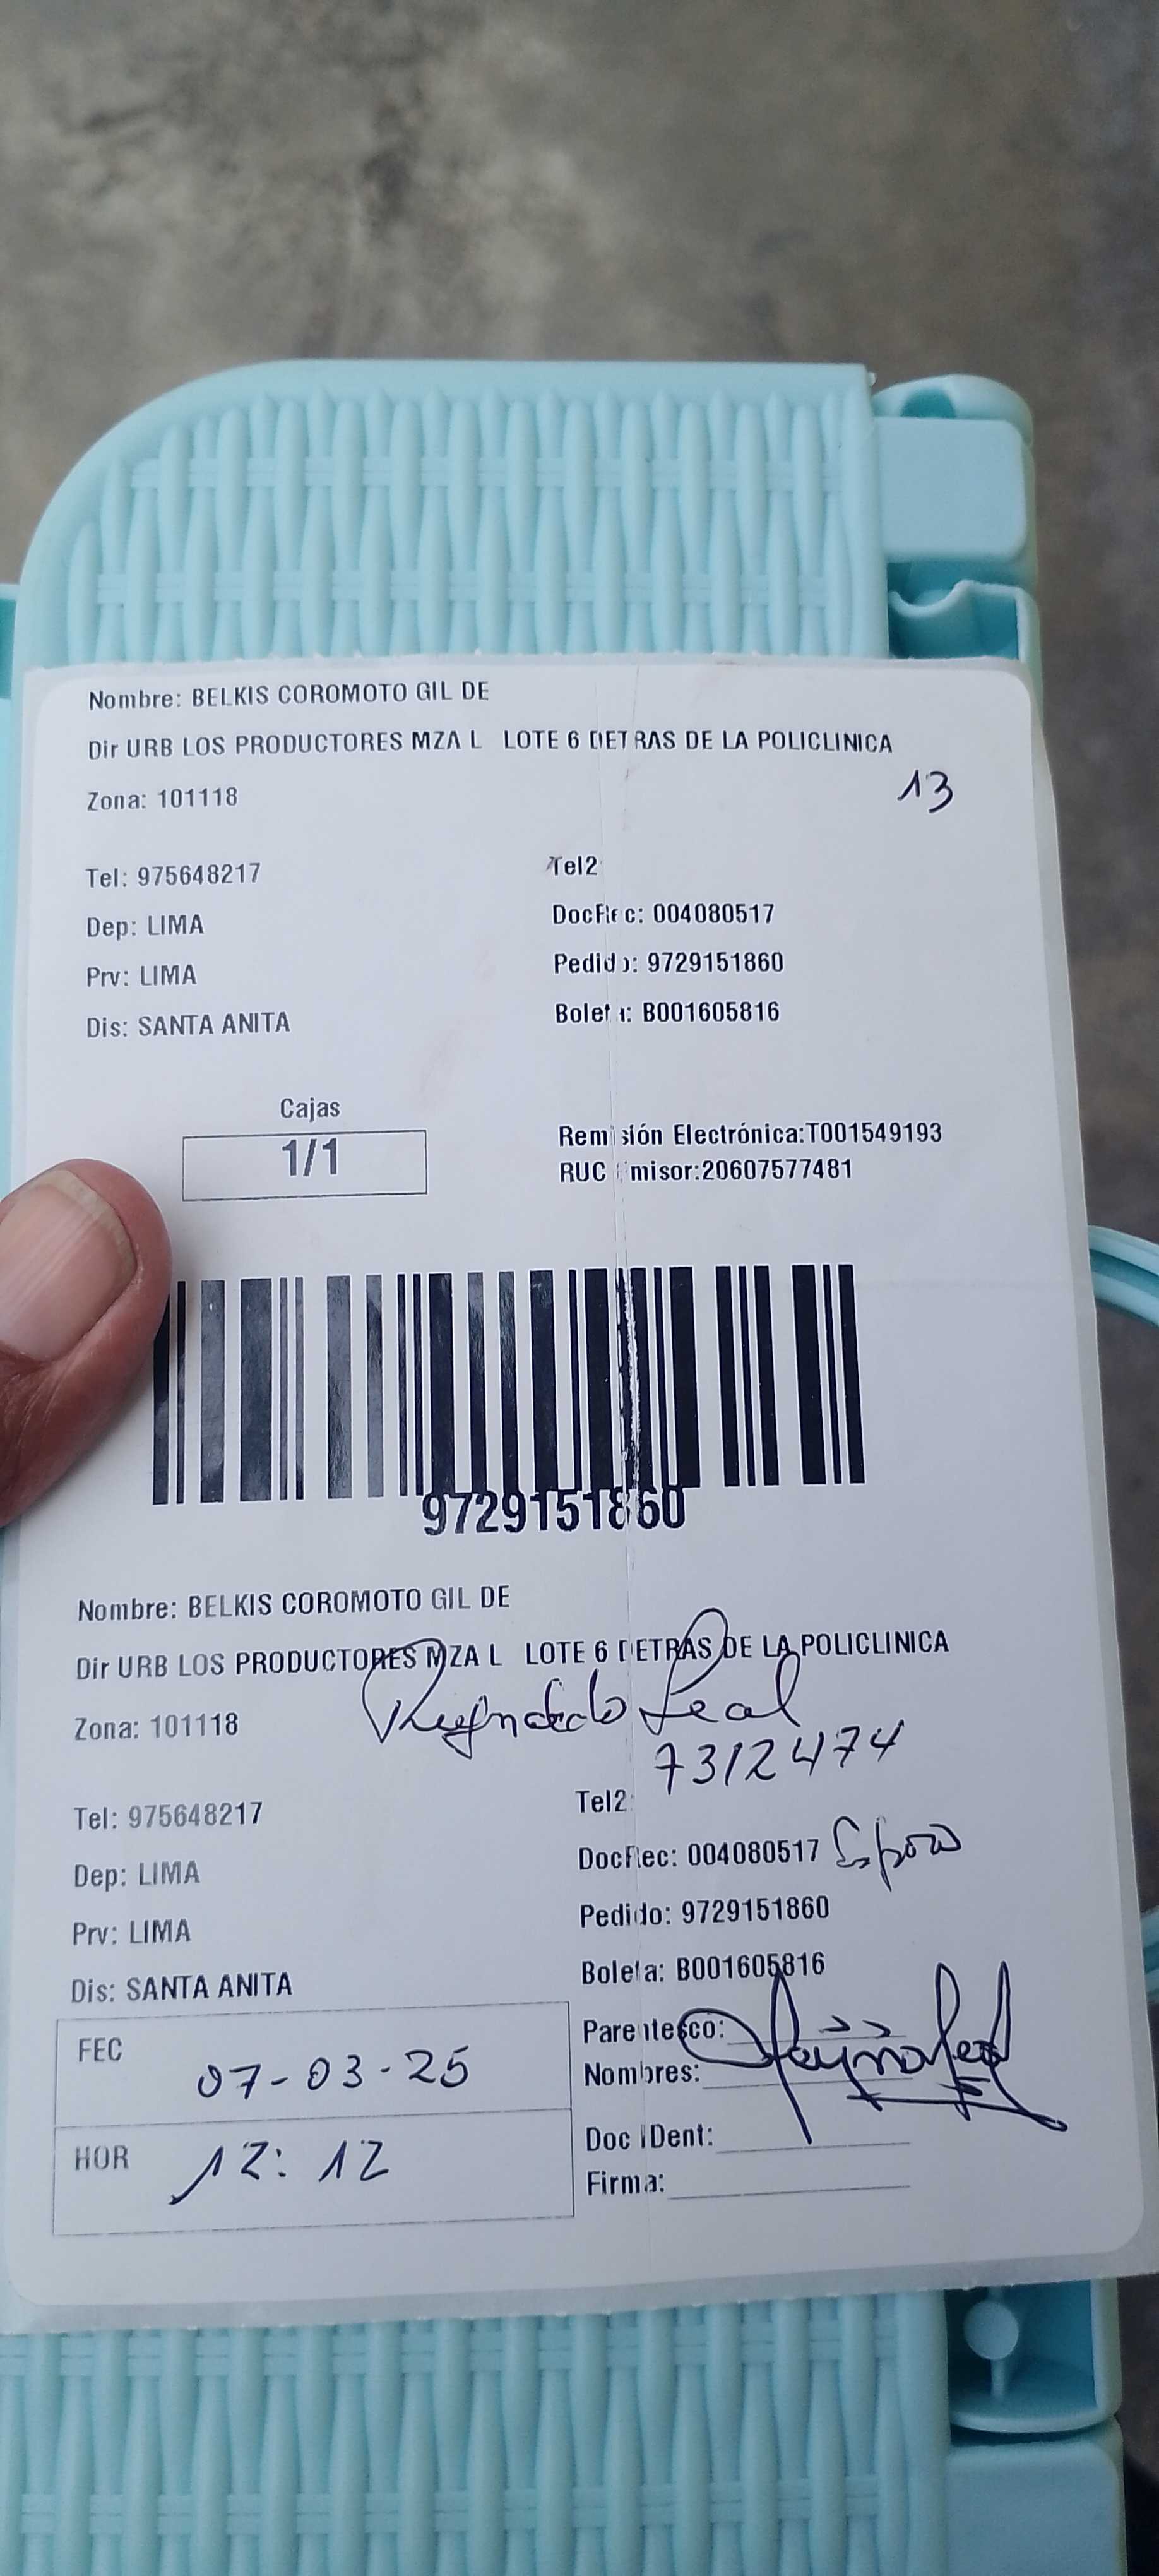 Nombre: BELKIS COROMOTO GIL DE
Dir URB LOS PRODUCTORES MZA L LOTE 6 DETRAS DE LA POLICLINICA
13
Zona: 101118
Tel: 975648217
Tel2
Dep: LIMA
DocRec: 004080517
Prv: LIMA
Pedido: 9729151860
Dis: SANTA ANITA
Boleta: B001605816
Cajas
1/1
Remisión Electrónica:T001549193
RUC Emisor:20607577481
9729151860
Nombre: BELKIS COROMOTO GIL DE
Dir URB LOS PRODUCTORES MZA L LOTE 6 DETRAS DE LA POLICLINICA
Leal
Zona: 101118
7312474
Tel: 975648217
Tel2:
Dep: LIMA
DocRec: 004080517 Esposo
Prv: LIMA
Pedido: 9729151860
Dis: SANTA ANITA
Boleta: B001605816
FEC 07-03-25
Parentesco:
Nombres:
HOR 12:12
Doc IDent:
Firma: